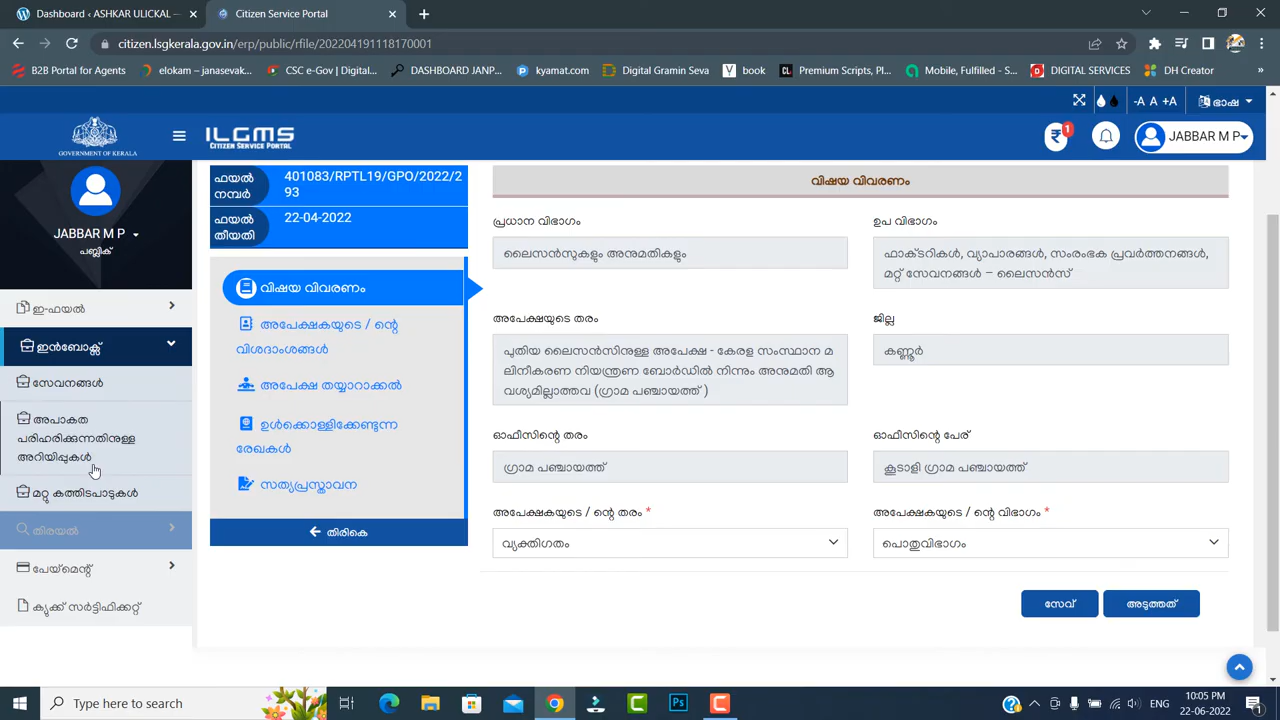 Dashboard ‹ ASHKAR ULICKAL —
Citizen Service Portal
citizen.lsgkerala.gov.in/erp/public/rfile/202204191118170001
B2B Portal for Agents
elokam – janasevak...
CSC e-Gov | Digital...
DASHBOARD JANP...
kyamat.com
Digital Gramin Seva
book
Premium Scripts, Pl...
Mobile, Fulfilled - S...
DIGITAL SERVICES
DH Creator
»
-A A +A
ഭാഷ
GOVERNMENT OF KERALA
ILGMS
CITIZEN SERVICE PORTAL
1
JABBAR M P
JABBAR M P
പബ്ലിക്
ഇ-ഫയൽ
ഇൻബോക്സ്
സേവനങ്ങൾ
അപാകത
പരിഹരിക്കുന്നതിനുള്ള
അറിയിപ്പുകൾ
മറ്റു കത്തിടപാടുകൾ
തിരയൽ
പേയ്മെന്റ്
ക്യുക്ക് സർട്ടിഫിക്കറ്റ്
ഫയൽ
നമ്പർ
401083/RPTL19/GPO/2022/2
93
ഫയൽ
തീയതി
22-04-2022
വിഷയ വിവരണം
അപേക്ഷകയുടെ / ന്റെ
വിശദാംശങ്ങൾ
അപേക്ഷ തയ്യാറാക്കൽ
ഉൾക്കൊള്ളിക്കേണ്ടുന്ന
രേഖകൾ
സത്യപ്രസ്താവന
തിരികെ
വിഷയ വിവരണം
പ്രധാന വിഭാഗം
ഉപ വിഭാഗം
ലൈസൻസുകളും അനുമതികളും
ഫാക്ടറികൾ, വ്യാപാരങ്ങൾ, സംരംഭക പ്രവർത്തനങ്ങൾ,
മറ്റ് സേവനങ്ങൾ – ലൈസൻസ്
അപേക്ഷയുടെ തരം
ജില്ല
പുതിയ ലൈസൻസിനുള്ള അപേക്ഷ - കേരള സംസ്ഥാന മ
ലിനീകരണ നിയന്ത്രണ ബോർഡിൽ നിന്നും അനുമതി ആ
വശ്യമില്ലാത്തവ (ഗ്രാമ പഞ്ചായത്ത് )
കണ്ണൂർ
ഓഫീസിന്റെ തരം
ഓഫീസിന്റെ പേര്
ഗ്രാമ പഞ്ചായത്ത്
കൂടാളി ഗ്രാമ പഞ്ചായത്ത്
അപേക്ഷകയുടെ / ന്റെ തരം *
അപേക്ഷകയുടെ / ന്റെ വിഭാഗം *
വ്യക്തിഗതം
പൊതുവിഭാഗം
സേവ്
അടുത്തത്
Type here to search
ENG
10:05 PM
22-06-2022
1